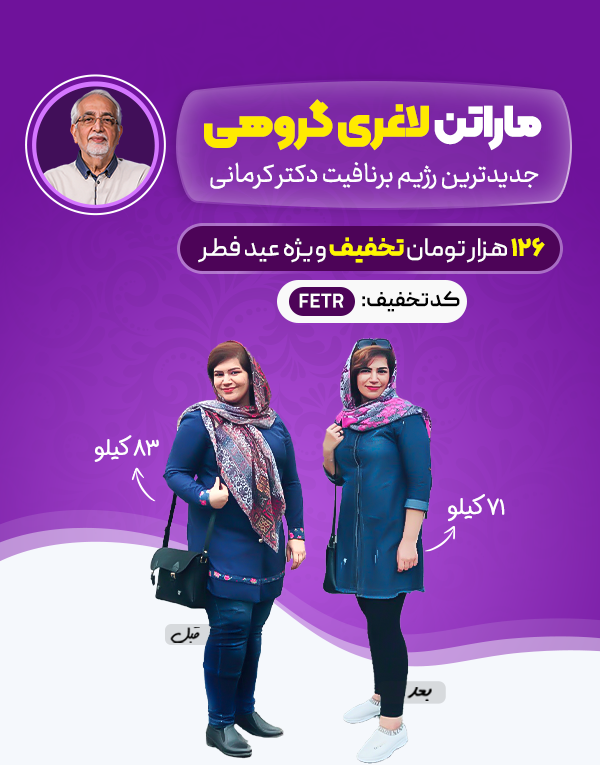 ماراتن لاغری گروهی
جدیدترین رژیم برنافیت دکتر کرمانی
۱۲۶ هزار تومان تخفیف ویژه عید فطر
کد تخفیف: FETR
۸۳ کیلو
۷۱ کیلو
قبل
بعد